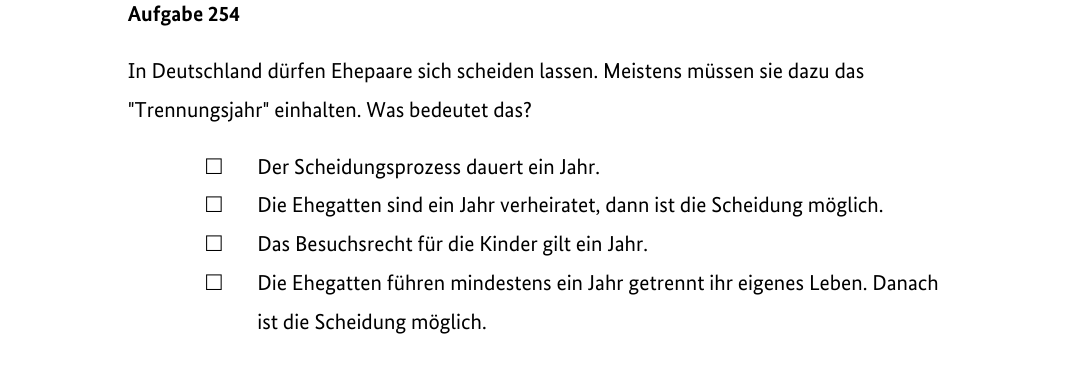 Aufgabe 254
In Deutschland dürfen Ehepaare sich scheiden lassen. Meistens müssen sie dazu das
"Trennungsjahr" einhalten. Was bedeutet das?
☐ Der Scheidungsprozess dauert ein Jahr.
☐ Die Ehegatten sind ein Jahr verheiratet, dann ist die Scheidung möglich.
☐ Das Besuchsrecht für die Kinder gilt ein Jahr.
☐ Die Ehegatten führen mindestens ein Jahr getrennt ihr eigenes Leben. Danach
ist die Scheidung möglich.